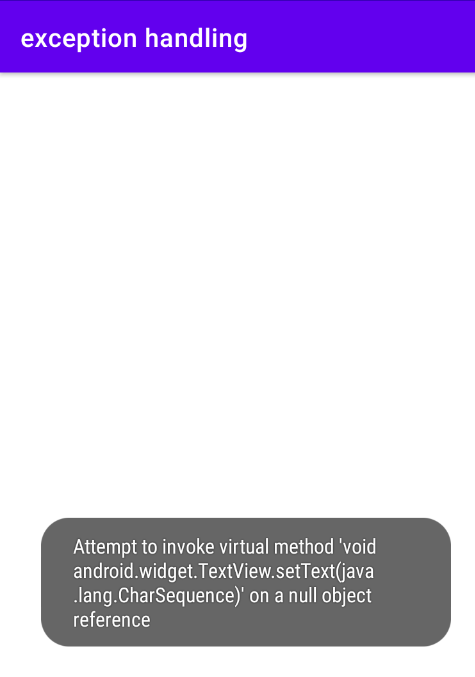 exception handling
Attempt to invoke virtual method 'void
android.widget.TextView.setText(java
.lang.CharSequence)' on a null object
reference